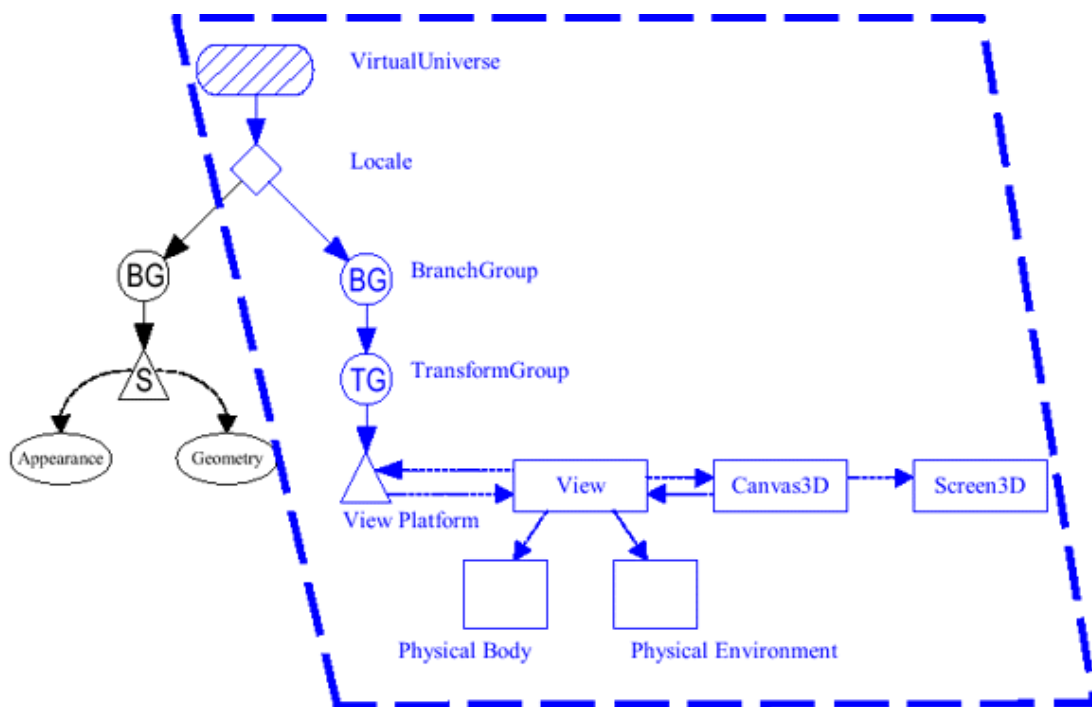 VirtualUniverse
Locale
BG
BG
BranchGroup
S
TG
TransformGroup
Appearance
Geometry
View
Canvas3D
Screen3D
View Platform
Physical Body
Physical Environment